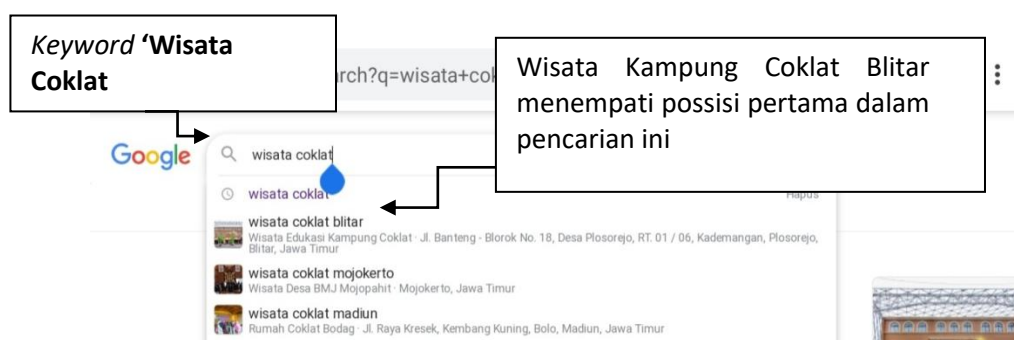 Keyword ‘Wisata
Coklat
rch?q=wisata+col
Wisata Kampung Coklat Blitar
menempati possisi pertama dalam
pencarian ini
Google
wisata coklat
wisata coklat
Hapus
wisata coklat blitar
Wisata Edukasi Kampung Coklat · Jl. Banteng - Blorok No. 18, Desa Plosorejo, RT. 01 / 06, Kademangan, Plosorejo,
Blitar, Jawa Timur
wisata coklat mojokerto
Wisata Desa BMJ Mojopahit · Mojokerto, Jawa Timur
wisata coklat madiun
Rumah Coklat Bodag · Jl. Raya Kresek, Kembang Kuning, Bolo, Madiun, Jawa Timur